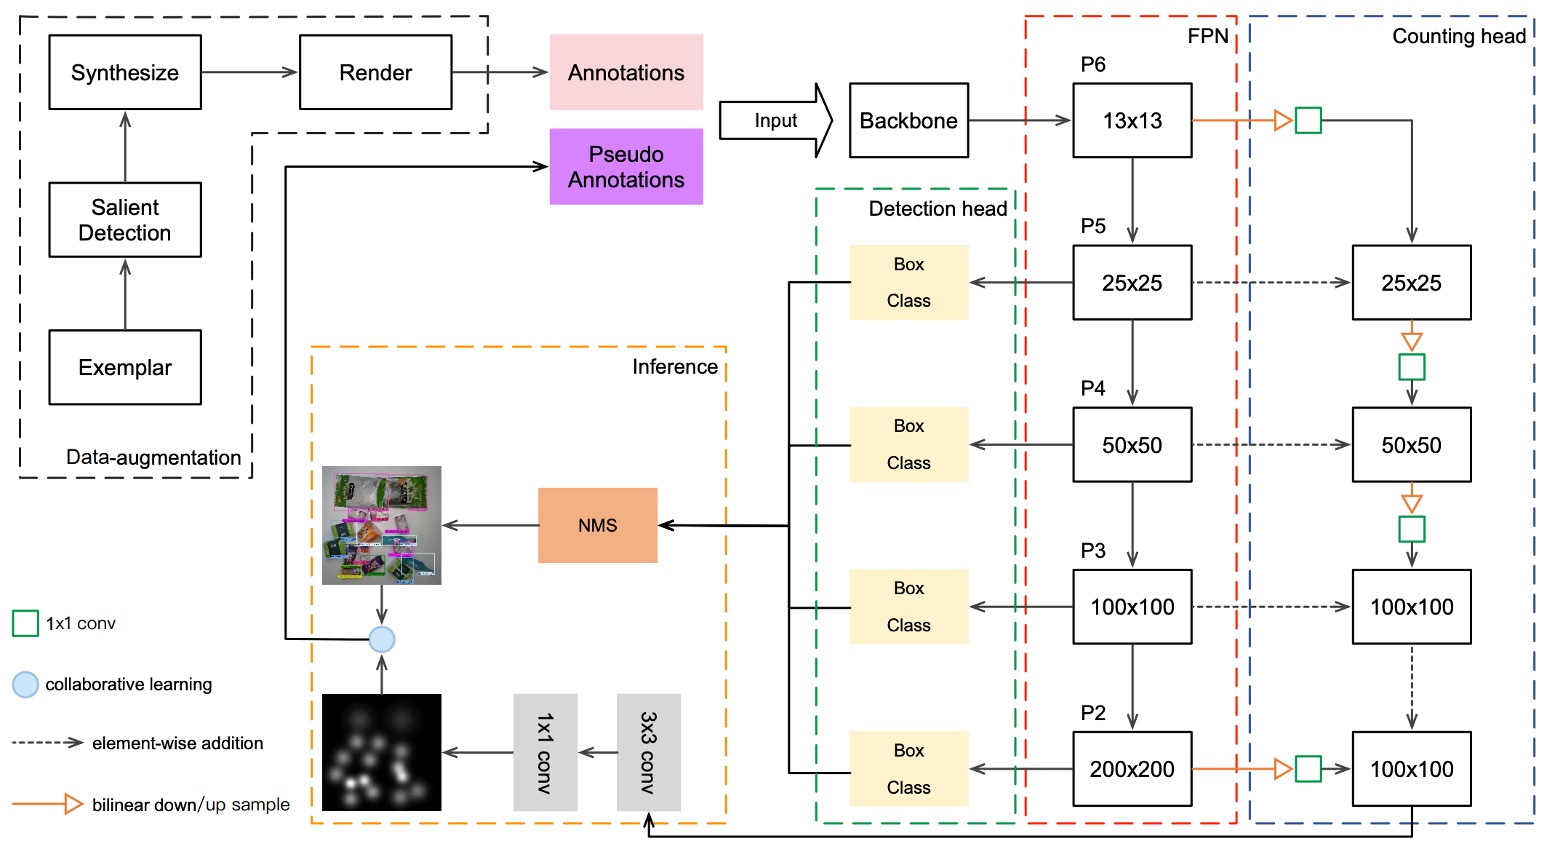 Synthesize
Render
Annotations
Pseudo
Annotations
Salient
Detection
Exemplar
Data-augmentation
Input
Backbone
FPN
P6
13x13
P5
25x25
P4
50x50
P3
100x100
P2
200x200
Counting head
25x25
50x50
100x100
100x100
Detection head
Box
Class
Box
Class
Box
Class
Box
Class
Inference
NMS
1x1 conv
3x3 conv
1x1 conv
collaborative learning
element-wise addition
bilinear down/up sample